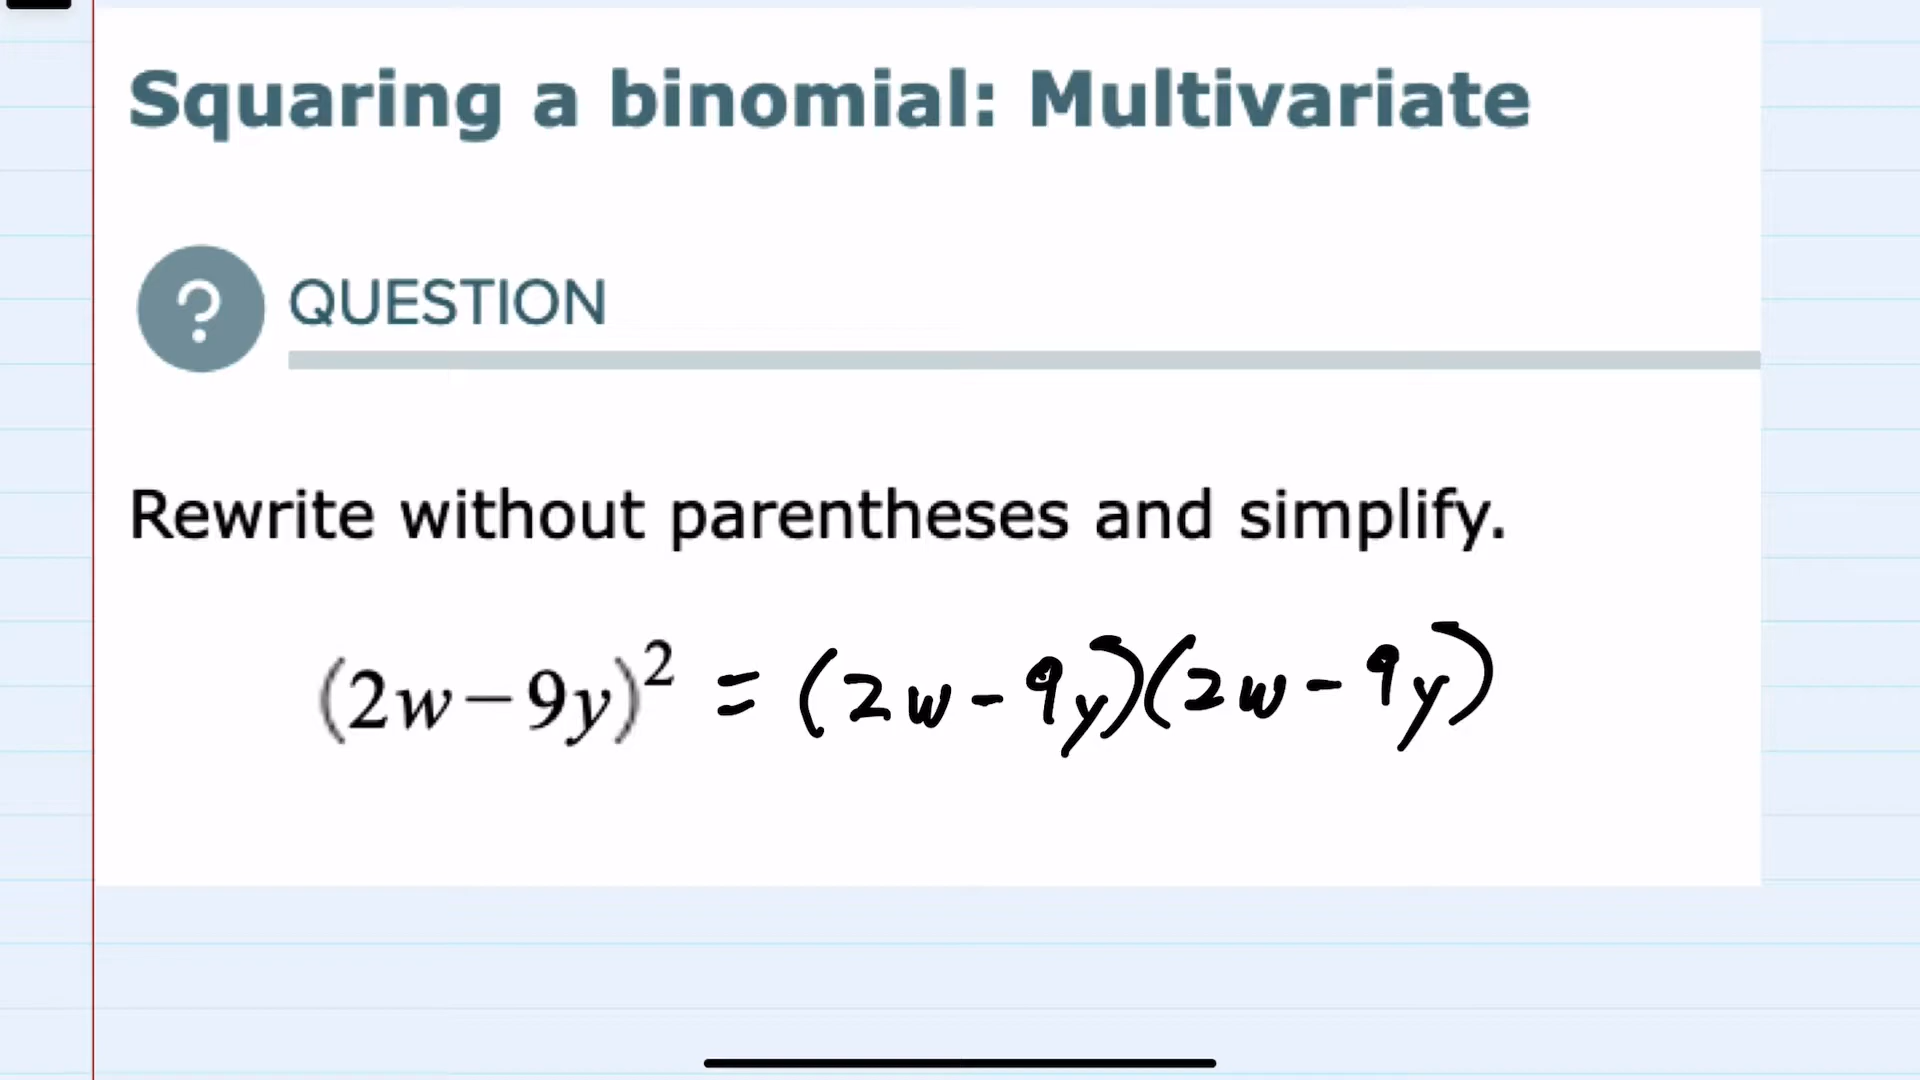 Squaring a binomial: Multivariate
? QUESTION
Rewrite without parentheses and simplify.
(2w−9y)² = (2w-9y)(2w-9y)